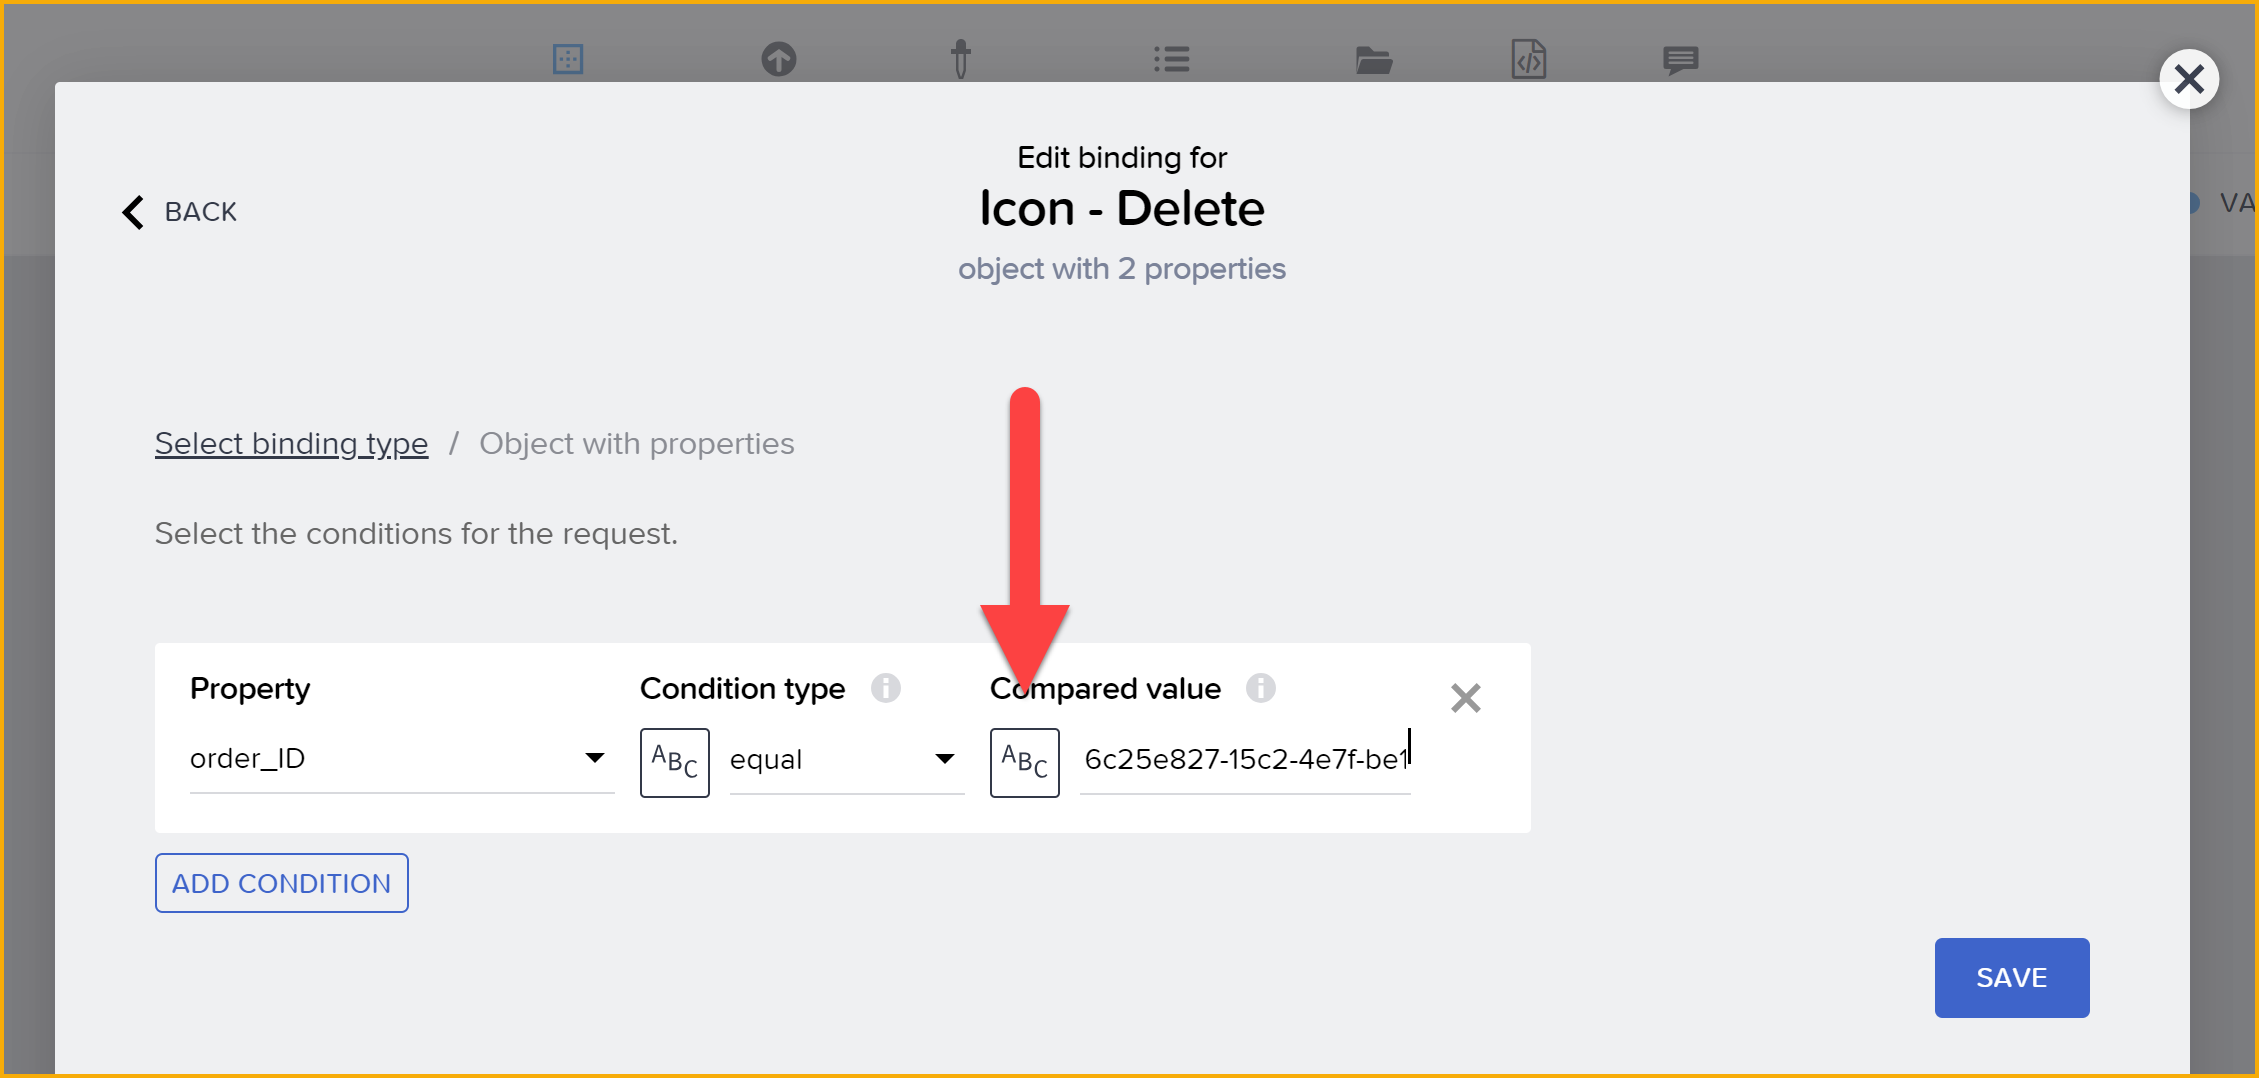 Edit binding for
BACK
Icon - Delete
VA
object with 2 properties
Select binding type / Object with properties
Select the conditions for the request.
Property Condition type i Compared value i
order_ID ABC equal ABC 6c25e827-15c2-4e7f-be1
ADD CONDITION
SAVE